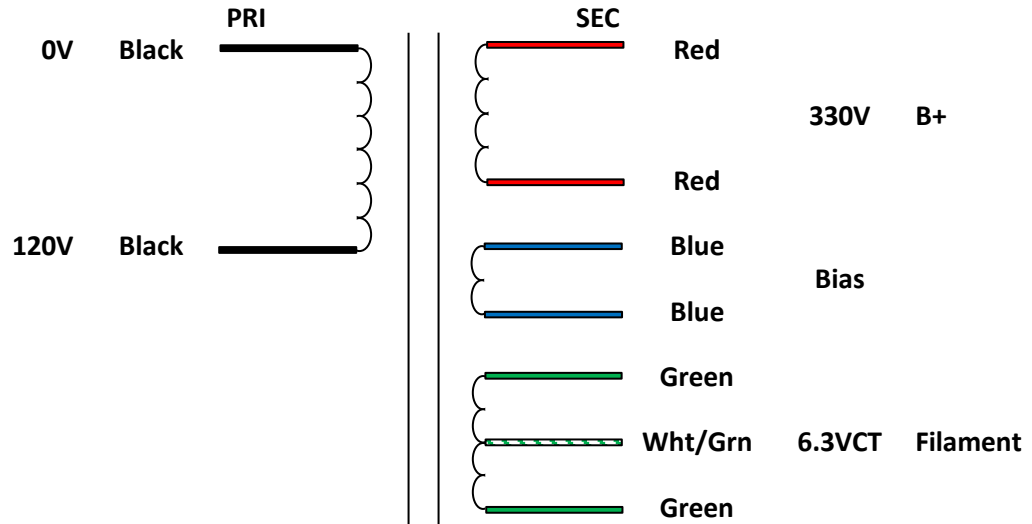 PRI SEC
0V Black Red
330V B+
Red
120V Black Blue
Bias
Blue
Green
Wht/Grn 6.3VCT Filament
Green